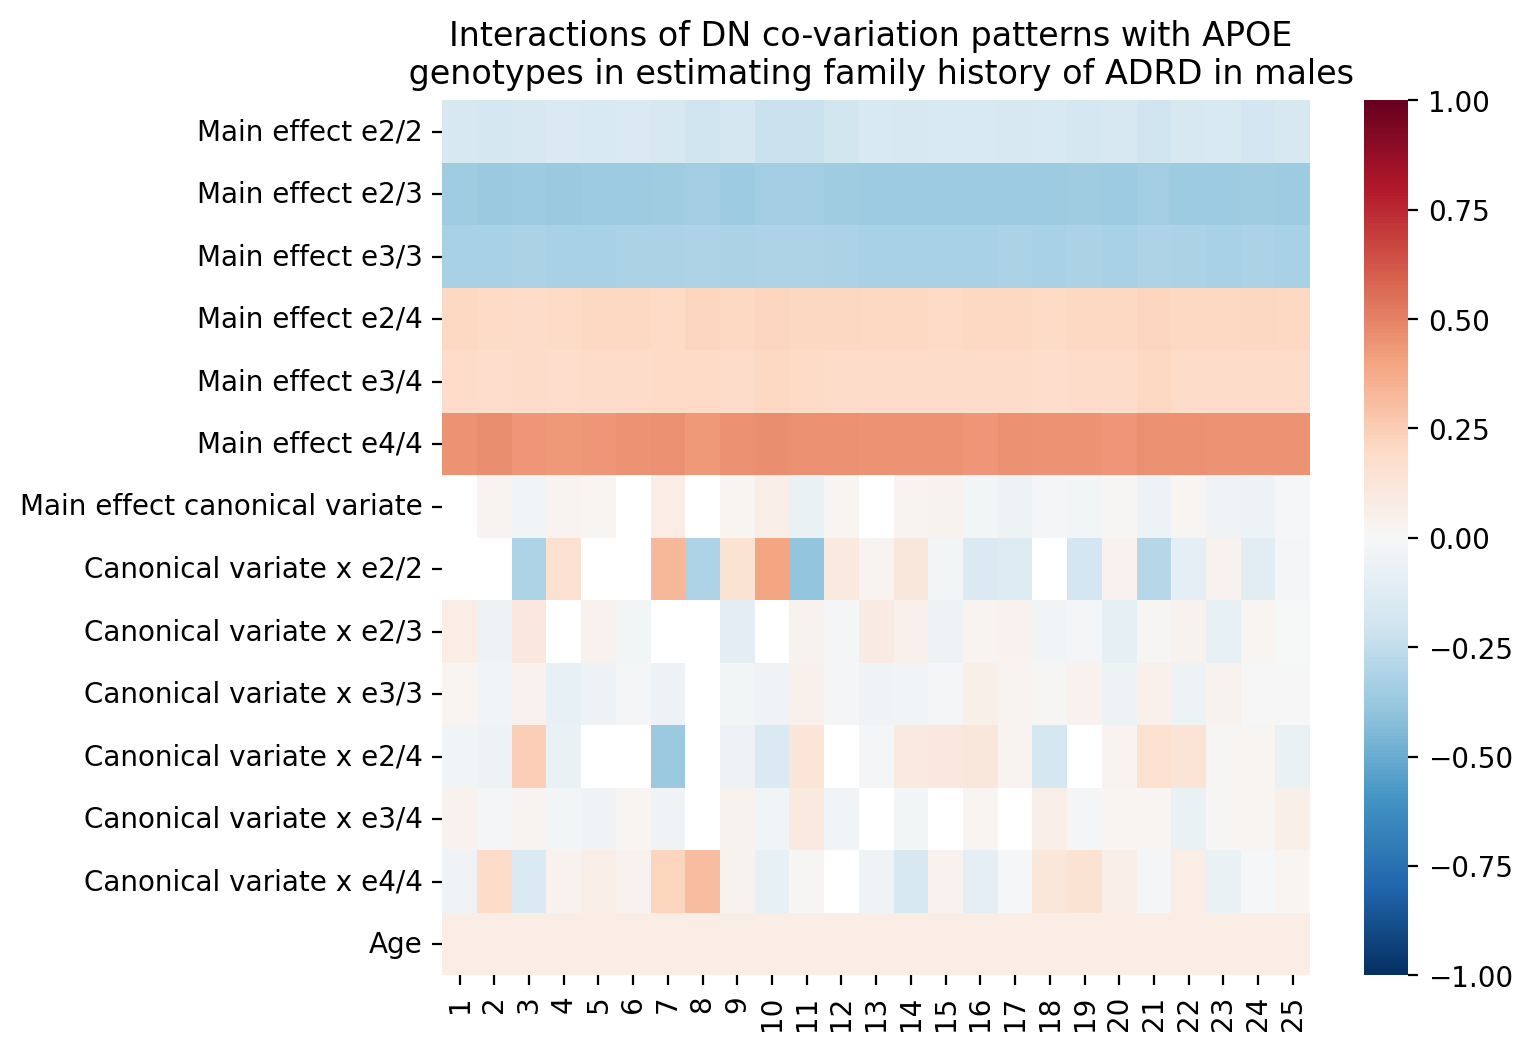 Interactions of DN co-variation patterns with APOE
genotypes in estimating family history of ADRD in males
Main effect e2/2
Main effect e2/3
Main effect e3/3
Main effect e2/4
Main effect e3/4
Main effect e4/4
Main effect canonical variate
Canonical variate x e2/2
Canonical variate x e2/3
Canonical variate x e3/3
Canonical variate x e2/4
Canonical variate x e3/4
Canonical variate x e4/4
Age
1 2 3 4 5 6 7 8 9 10 11 12 13 14 15 16 17 18 19 20 21 22 23 24 25
1.00
0.75
0.50
0.25
0.00
−0.25
−0.50
−0.75
−1.00